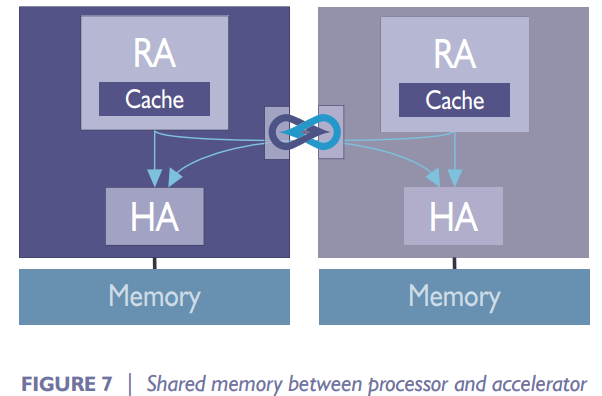 RA
Cache
RA
Cache
HA
HA
Memory
Memory
FIGURE 7 | Shared memory between processor and accelerator